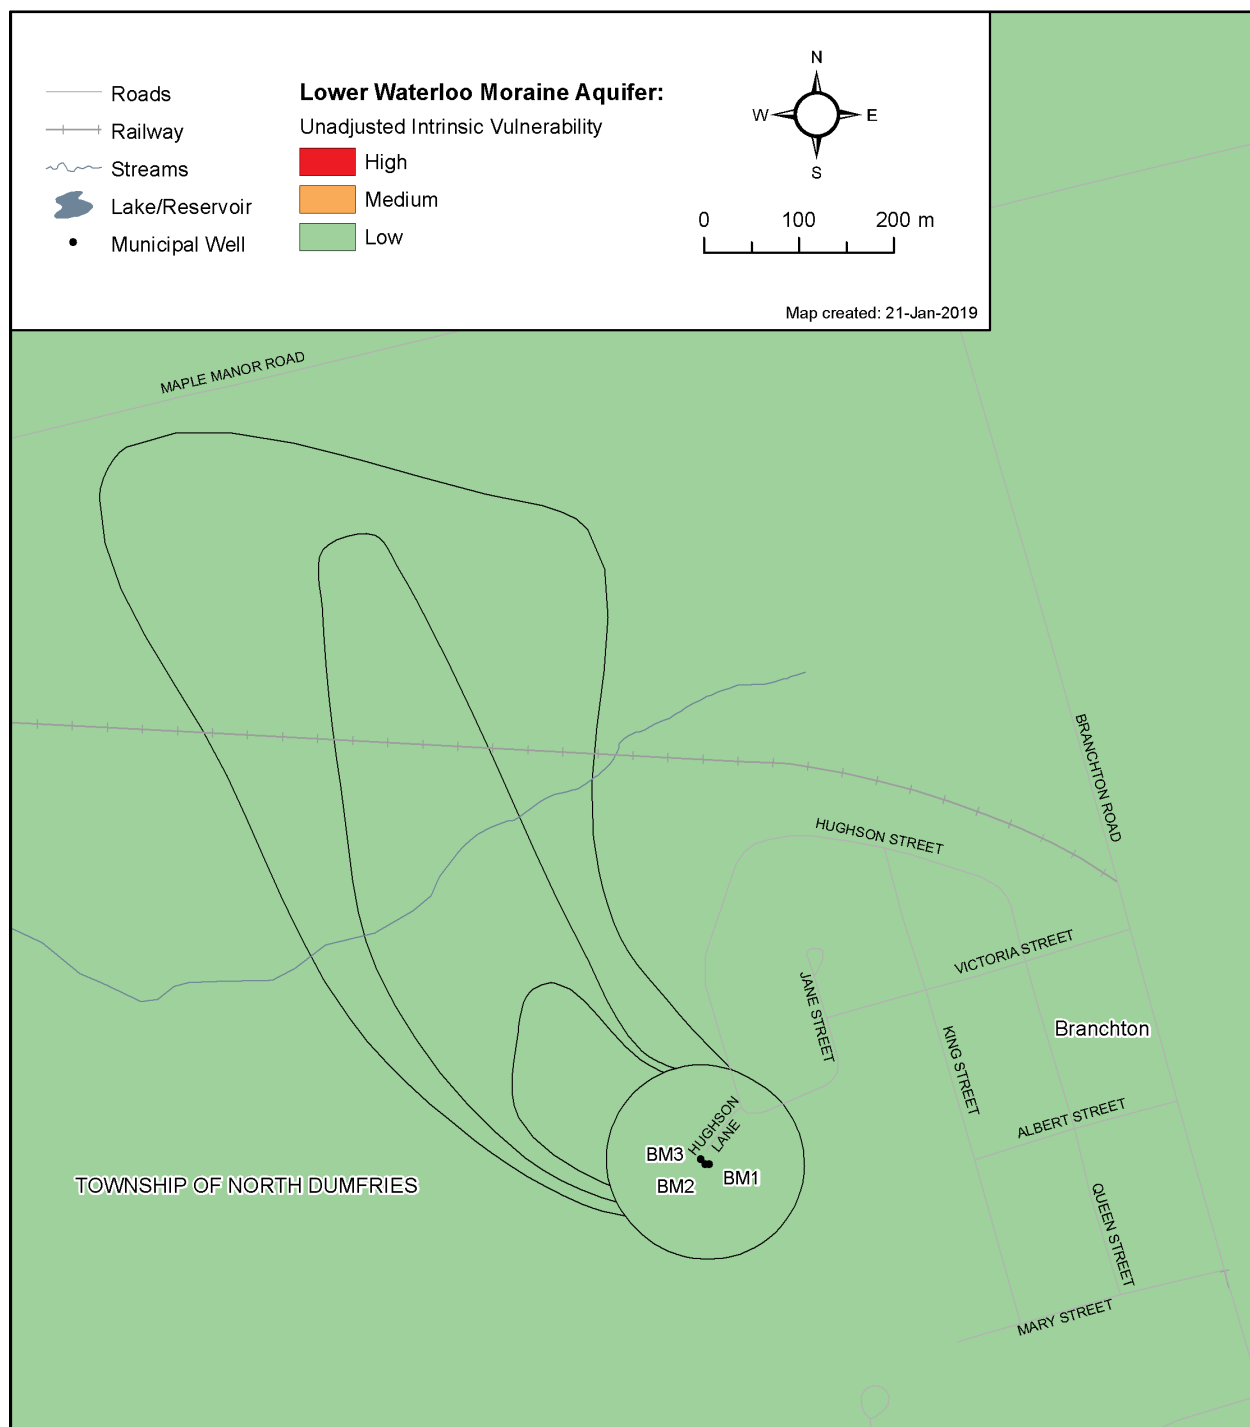 Roads
Railway
Streams
Lake/Reservoir
Municipal Well
Lower Waterloo Moraine Aquifer:
Unadjusted Intrinsic Vulnerability
High
Medium
Low
N
W
E
S
0
100
200 m
Map created: 21-Jan-2019
MAPLE MANOR ROAD
BRANCHTON ROAD
HUGHSON STREET
VICTORIA STREET
JANE STREET
KING STREET
Branchton
ALBERT STREET
HUGHSON
LANE
BM3
BM2
BM1
TOWNSHIP OF NORTH DUMFRIES
QUEEN STREET
MARY STREET